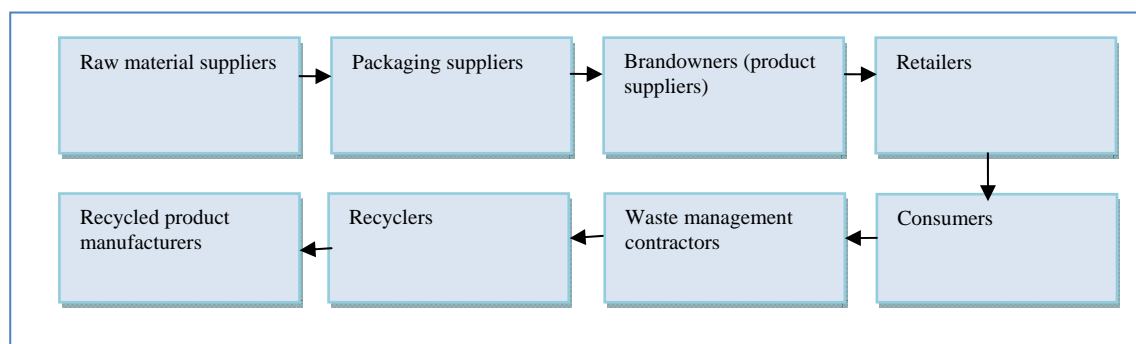 Raw material suppliers
Packaging suppliers
Brandowners (product
suppliers)
Retailers
Consumers
Waste management
contractors
Recyclers
Recycled product
manufacturers